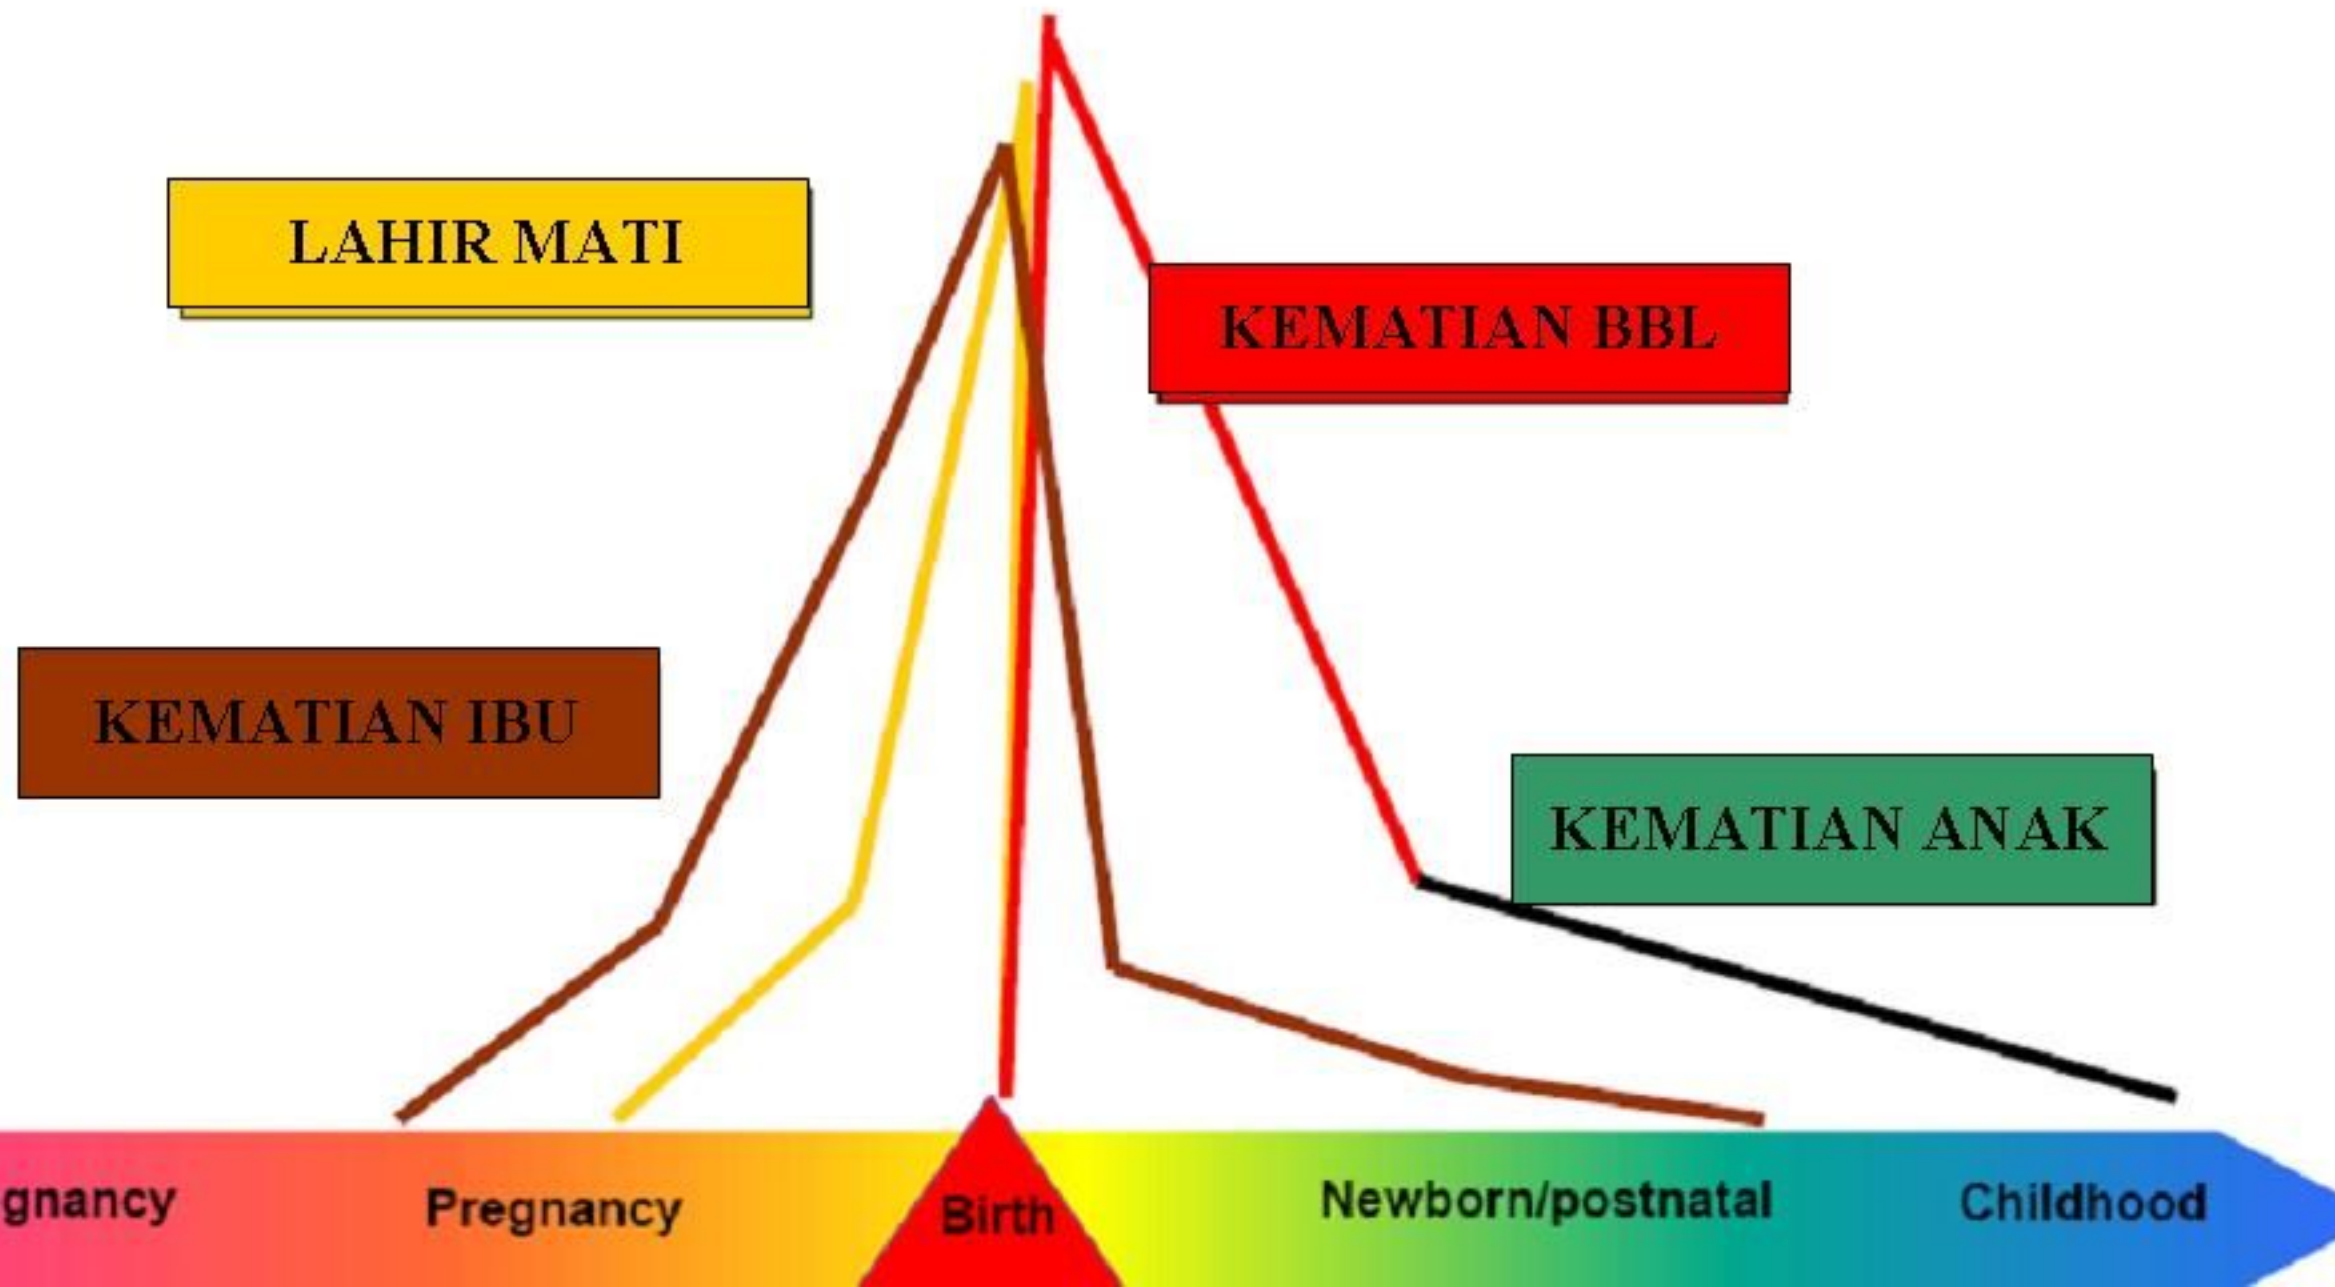 LAHIR MATI
KEMATIAN BBL
KEMATIAN IBU
KEMATIAN ANAK
gnancy
Pregnancy
Birth
Newborn/postnatal
Childhood